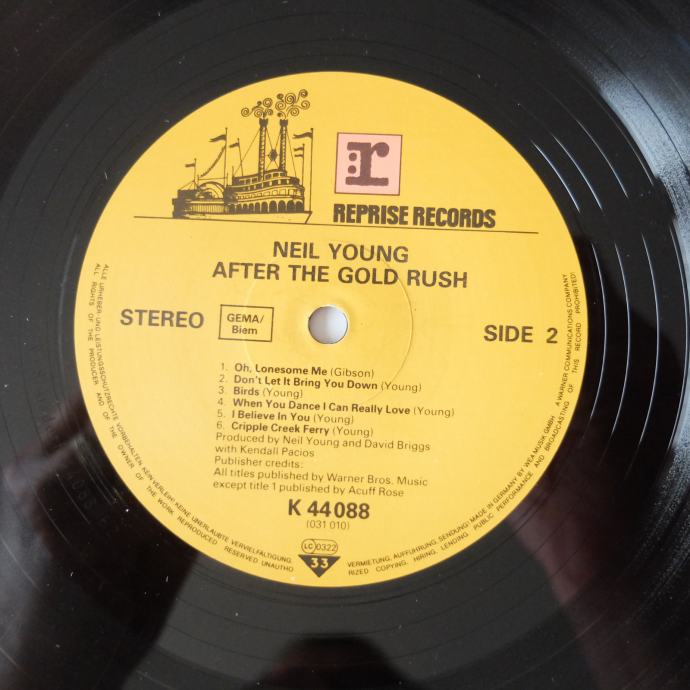 r
REPRISE RECORDS
NEIL YOUNG
AFTER THE GOLD RUSH
STEREO
GEMA/
Biem
SIDE 2
1. Oh, Lonesome Me (Gibson)
2. Don't Let It Bring You Down (Young)
3. Birds (Young)
4. When You Dance I Can Really Love (Young)
5. I Believe In You (Young)
6. Cripple Creek Ferry (Young)
Produced by Neil Young and David Briggs
with Kendall Pacios
Publisher credits:
All titles published by Warner Bros. Music
except title 1 published by Acuff Rose
K 44088
(031 010)
LC 0322
33
ALLE URHEBER- UND LEISTUNGSSCHUTZRECHTE VORBEHALTEN. KEIN VERLEIH! KEINE UNERLAUBTE VERVIELFÄLTIGUNG,
VERMIETUNG, AUFFÜHRUNG, SENDUNG! MADE IN GERMANY BY WEA MUSIK GMBH · A WARNER COMMUNICATIONS COMPANY
ALL RIGHTS OF THE PRODUCER AND OF THE OWNER OF THE WORK REPRODUCED RESERVED UNAUTHO
RIZED COPYING, HIRING, LENDING PUBLIC PERFORMANCE AND BROADCASTING OF THIS RECORD PROHIBITED!